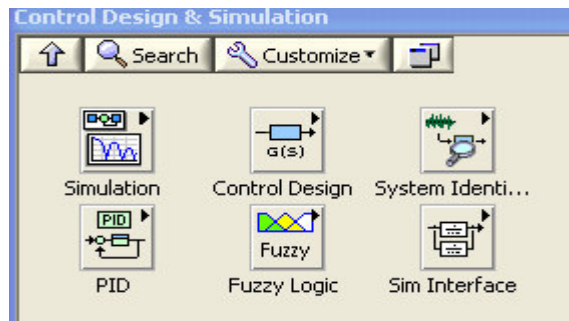 Control Design & Simulation
Search Customize
G(S)
Simulation Control Design System Identi...
PID Fuzzy
PID Fuzzy Logic Sim Interface